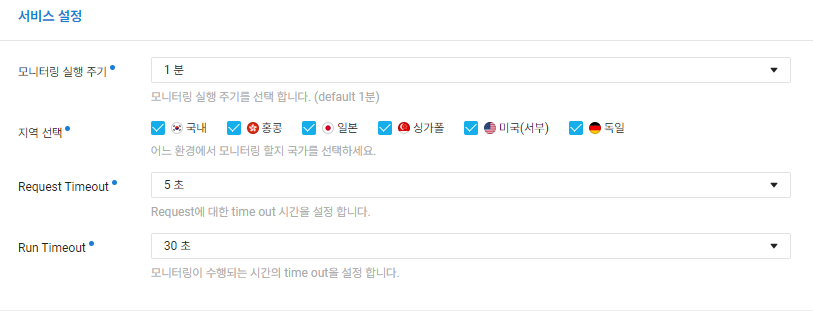 서비스 설정
모니터링 실행 주기
1 분
모니터링 실행 주기를 선택 합니다. (default 1분)
지역 선택
국내 홍콩 일본 싱가폴 미국(서부) 독일
어느 환경에서 모니터링 할지 국가를 선택하세요.
Request Timeout
5 초
Request에 대한 time out 시간을 설정 합니다.
Run Timeout
30 초
모니터링이 수행되는 시간의 time out을 설정 합니다.